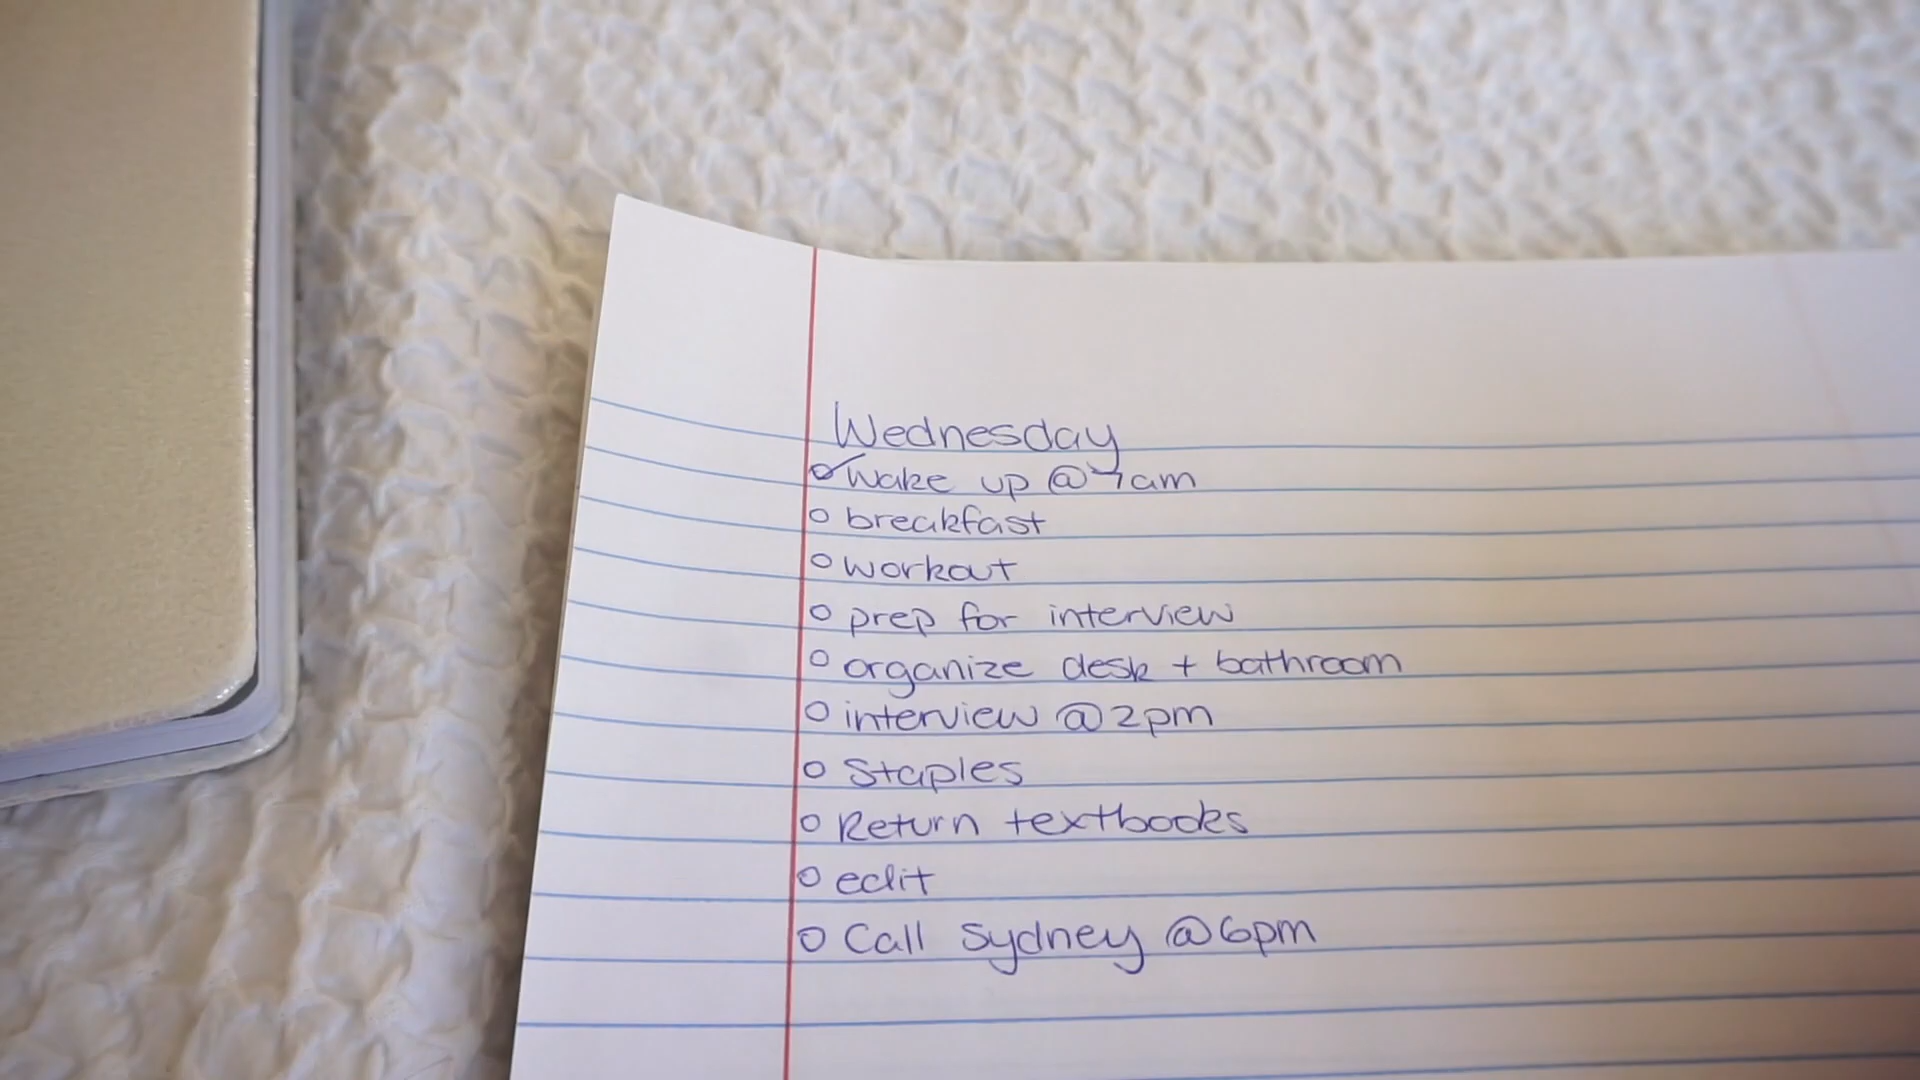 Wednesday
wake up @ 7am
breakfast
workout
prep for interview
organize desk + bathroom
interview @ 2pm
Staples
Return textbooks
edit
Call Sydney @ 6pm